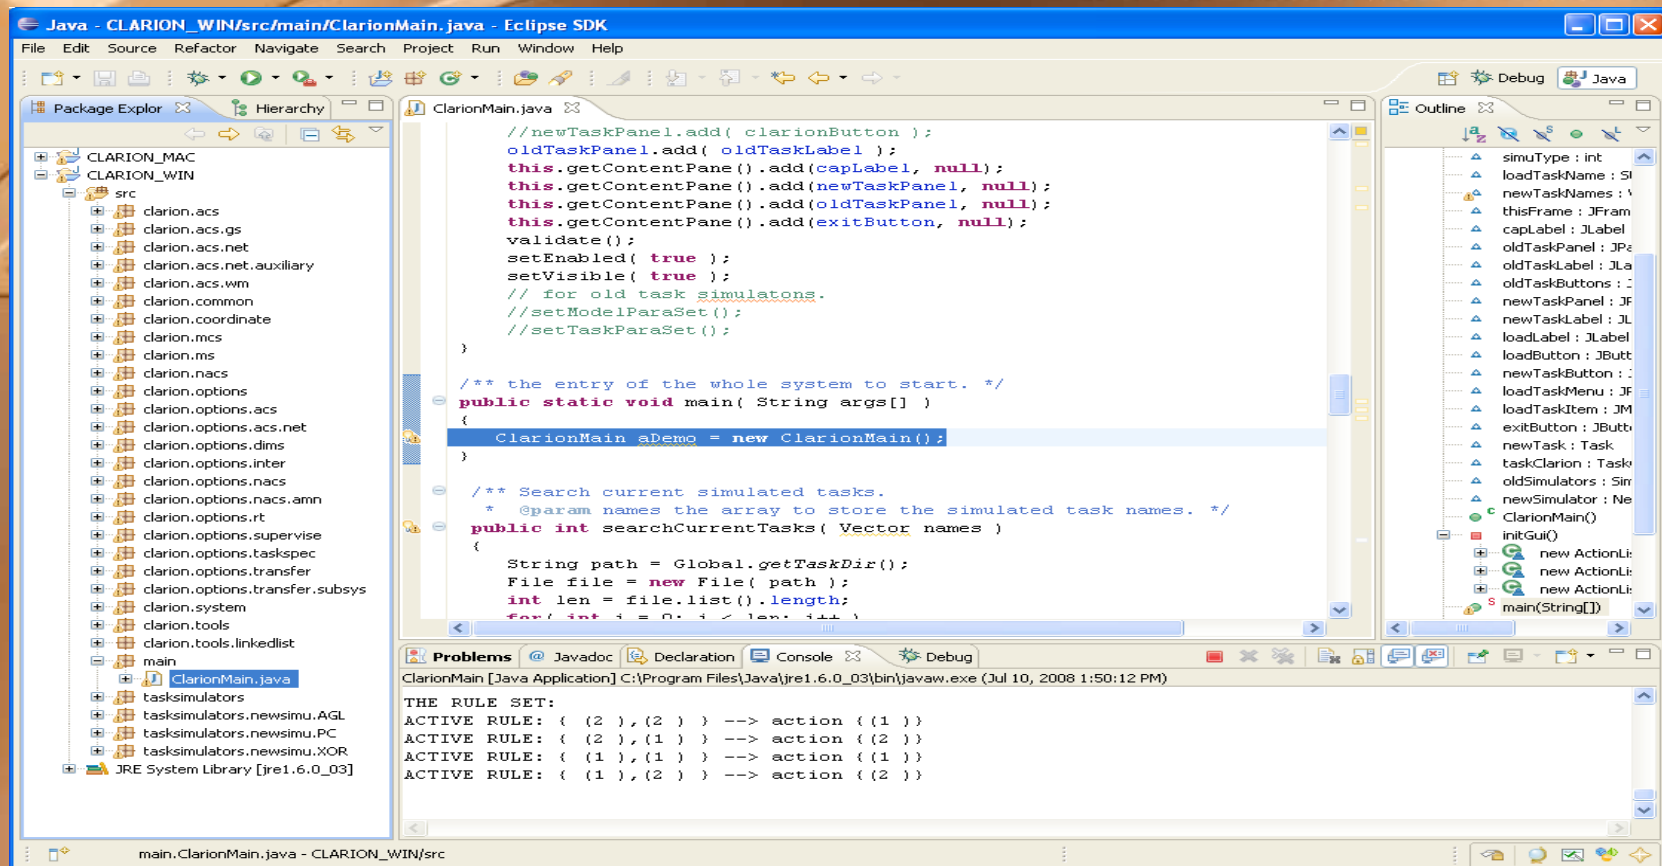 Java - CLARION_WIN/src/main/ClarionMain.java - Eclipse SDK
File Edit Source Refactor Navigate Search Project Run Window Help
Debug Java
Package Explor Hierarchy
CLARION_MAC
CLARION_WIN
src
clarion.acs
clarion.acs.gs
clarion.acs.net
clarion.acs.net.auxiliary
clarion.acs.wm
clarion.common
clarion.coordinate
clarion.mcs
clarion.ms
clarion.nacs
clarion.options
clarion.options.acs
clarion.options.acs.net
clarion.options.dims
clarion.options.inter
clarion.options.nacs
clarion.options.nacs.amn
clarion.options.rt
clarion.options.supervise
clarion.options.taskspec
clarion.options.transfer
clarion.options.transfer.subsys
clarion.system
clarion.tools
clarion.tools.linkedlist
main
ClarionMain.java
tasksimulators
tasksimulators.newsimu.AGL
tasksimulators.newsimu.PC
tasksimulators.newsimu.XOR
JRE System Library [jre1.6.0_03]
ClarionMain.java
//newTaskPanel.add( clarionButton );
oldTaskPanel.add( oldTaskLabel );
this.getContentPane().add(capLabel, null);
this.getContentPane().add(newTaskPanel, null);
this.getContentPane().add(oldTaskPanel, null);
this.getContentPane().add(exitButton, null);
validate();
setEnabled( true );
setVisible( true );
// for old task simulatons.
//setModelParaSet();
//setTaskParaSet();
}
/** the entry of the whole system to start. */
public static void main( String args[] )
{
ClarionMain aDemo = new ClarionMain();
}
/** Search current simulated tasks.
* @param names the array to store the simulated task names. */
public int searchCurrentTasks( Vector names )
{
String path = Global.getTaskDir();
File file = new File( path );
int len = file.list().length;
for( int i = 0; i < len; i++ )
Outline
simuType : int
loadTaskName : S
newTaskNames :
thisFrame : JFram
capLabel : JLabel
oldTaskPanel : JPa
oldTaskLabel : JLa
oldTaskButtons :
newTaskPanel : JP
newTaskLabel : JL
loadLabel : JLabel
loadButton : JButt
newTaskButton :
loadTaskMenu : JP
loadTaskItem : JM
exitButton : JButt
newTask : Task
taskClarion : Task
oldSimulators : Sim
newSimulator : Ne
ClarionMain()
initGui()
new ActionLis
new ActionLis
new ActionLis
main(String[])
Problems Javadoc Declaration Console Debug
ClarionMain [Java Application] C:\Program Files\Java\jre1.6.0_03\bin\javaw.exe (Jul 10, 2008 1:50:12 PM)
THE RULE SET:
ACTIVE RULE: { (2 ),(2 ) } --> action {(1 )}
ACTIVE RULE: { (2 ),(1 ) } --> action {(2 )}
ACTIVE RULE: { (1 ),(1 ) } --> action {(1 )}
ACTIVE RULE: { (1 ),(2 ) } --> action {(2 )}
main.ClarionMain.java - CLARION_WIN/src